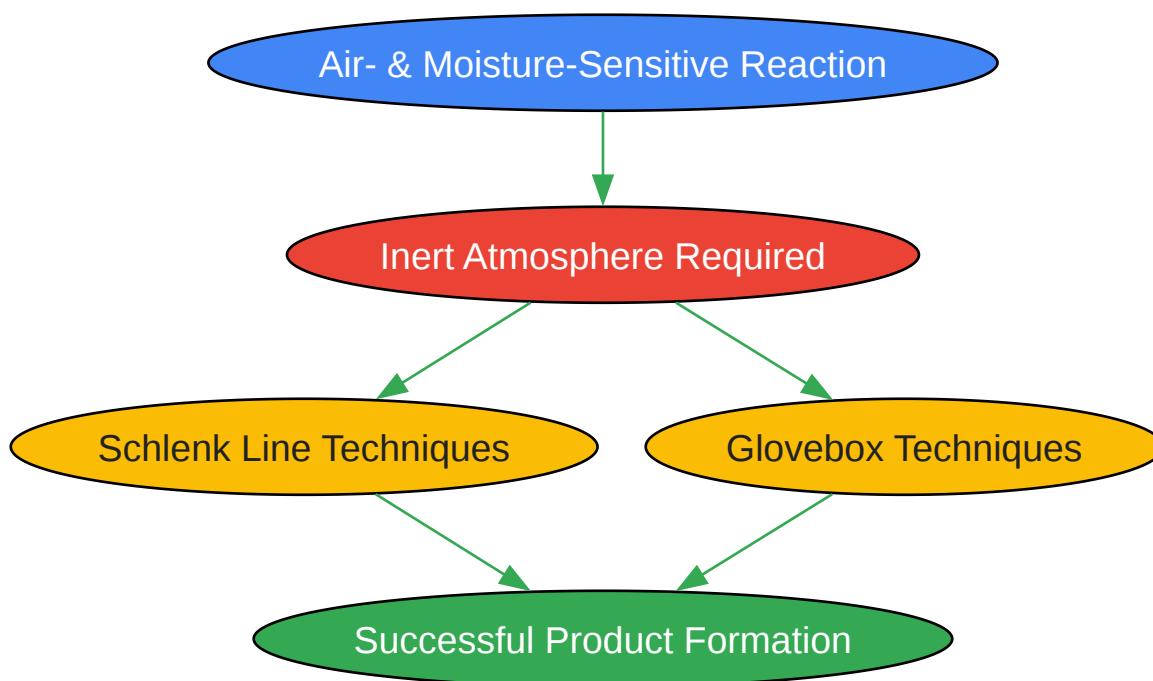 Air- & Moisture-Sensitive Reaction
Inert Atmosphere Required
Schlenk Line Techniques
Glovebox Techniques
Successful Product Formation